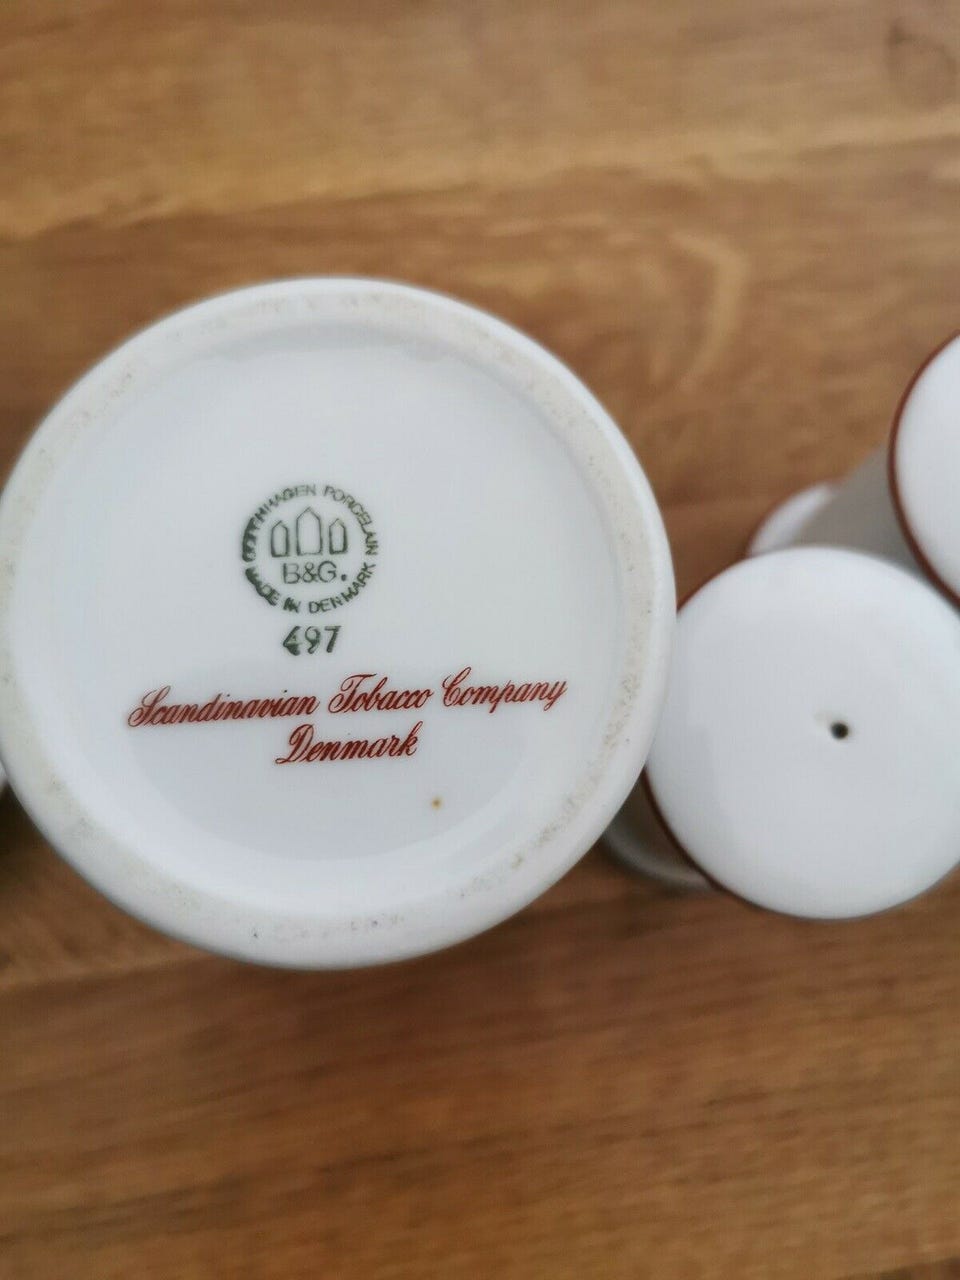 COPENHAGEN PORCELAIN
B&G.
MADE IN DENMARK
497
Scandinavian Tobacco Company
Denmark